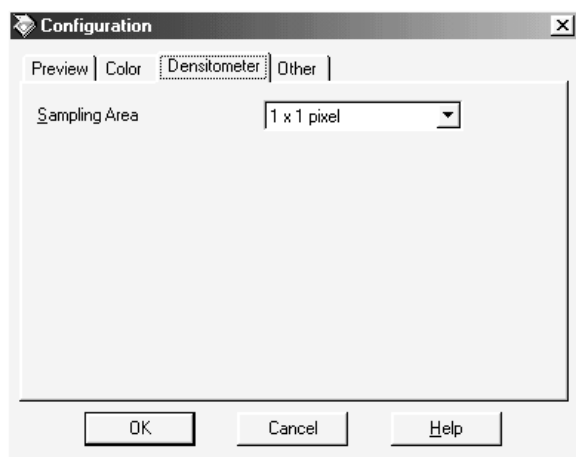 Configuration
Preview Color Densitometer Other
Sampling Area 1 x 1 pixel
OK Cancel Help